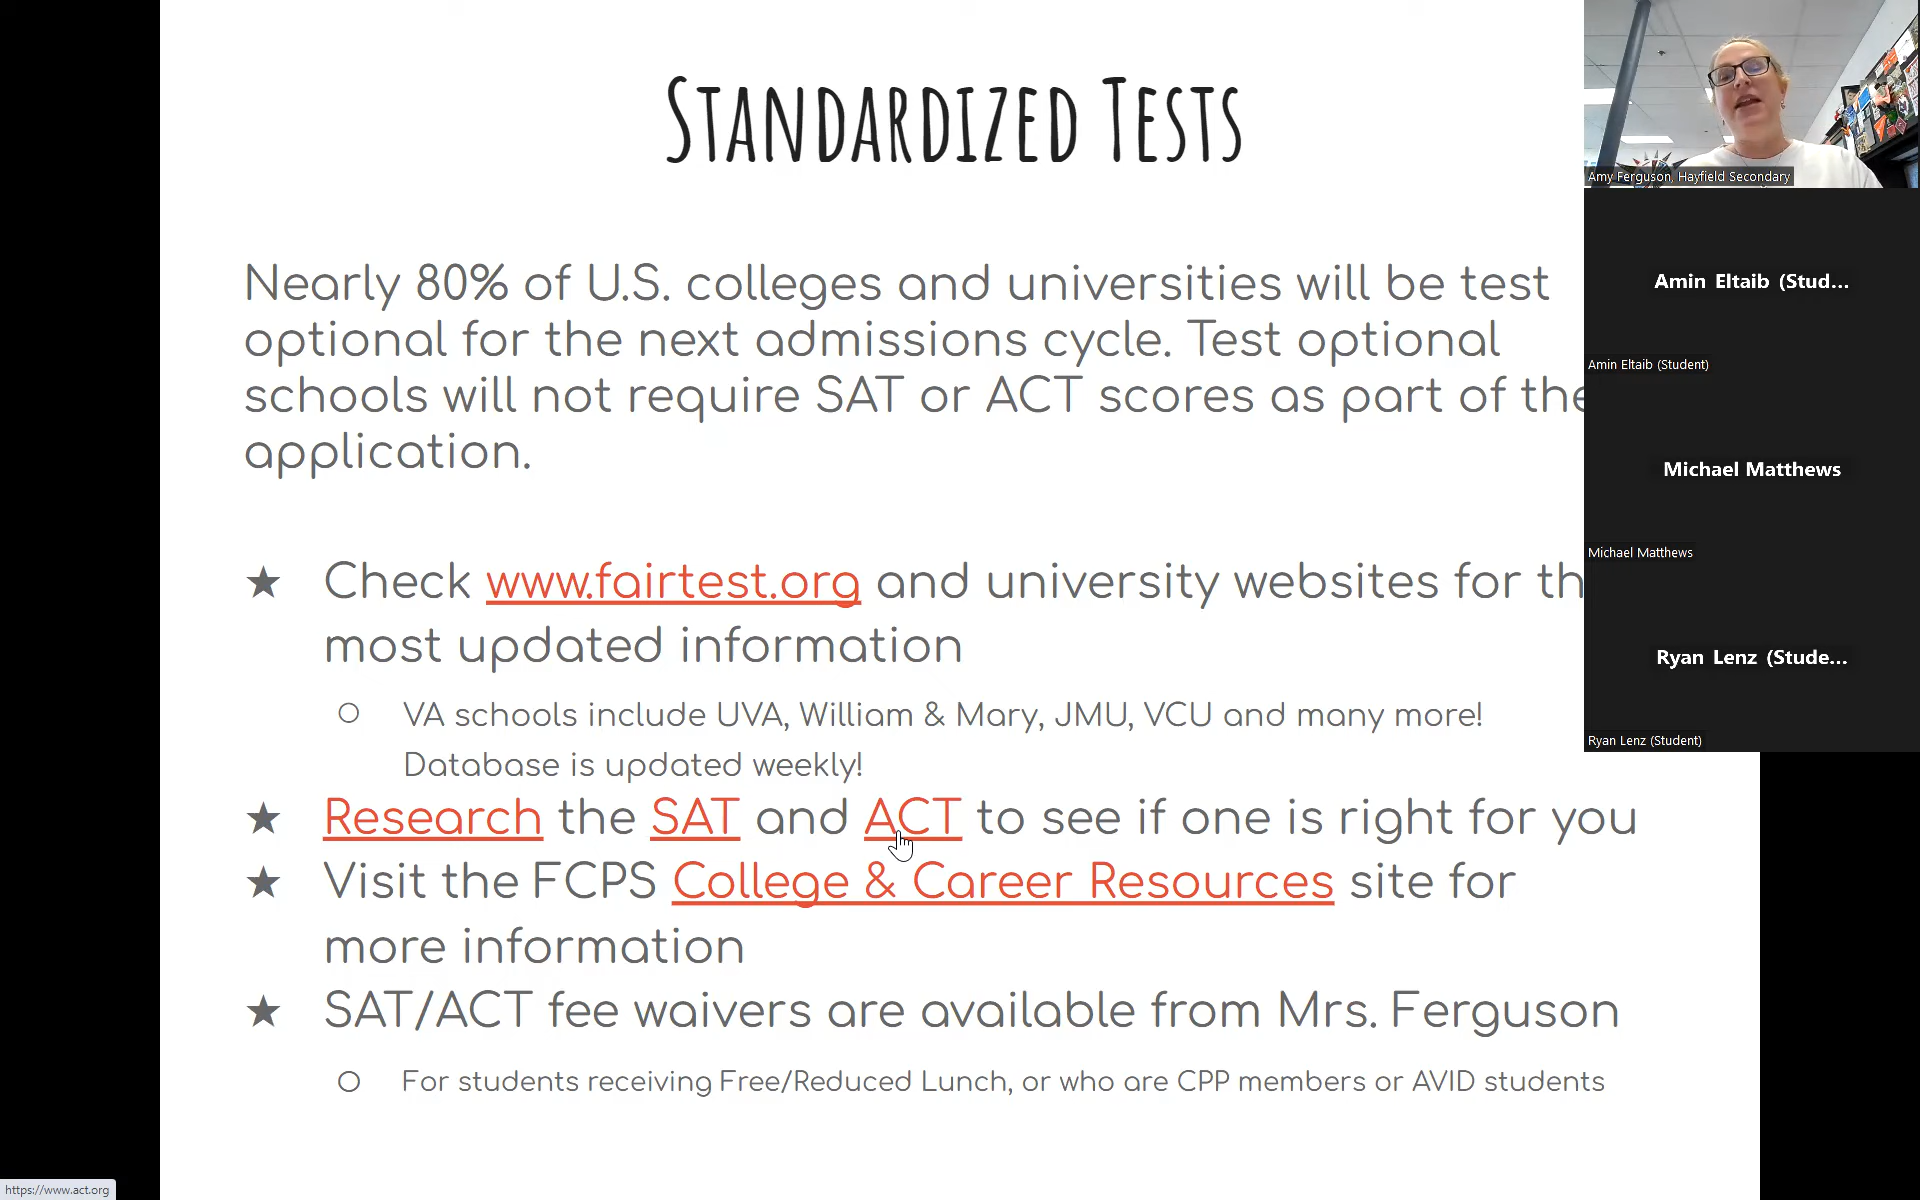 STANDARDIZED TESTS
Nearly 80% of U.S. colleges and universities will be test
optional for the next admissions cycle. Test optional
schools will not require SAT or ACT scores as part of the
application.
★ Check www.fairtest.org and university websites for th
most updated information
○ VA schools include UVA, William & Mary, JMU, VCU and many more!
Database is updated weekly!
★ Research the SAT and ACT to see if one is right for you
★ Visit the FCPS College & Career Resources site for
more information
★ SAT/ACT fee waivers are available from Mrs. Ferguson
○ For students receiving Free/Reduced Lunch, or who are CPP members or AVID students
Amy Ferguson, Hayfield Secondary
Amin Eltaib (Stud...
Amin Eltaib (Student)
Michael Matthews
Michael Matthews
Ryan Lenz (Stude...
Ryan Lenz (Student)
https://www.act.org